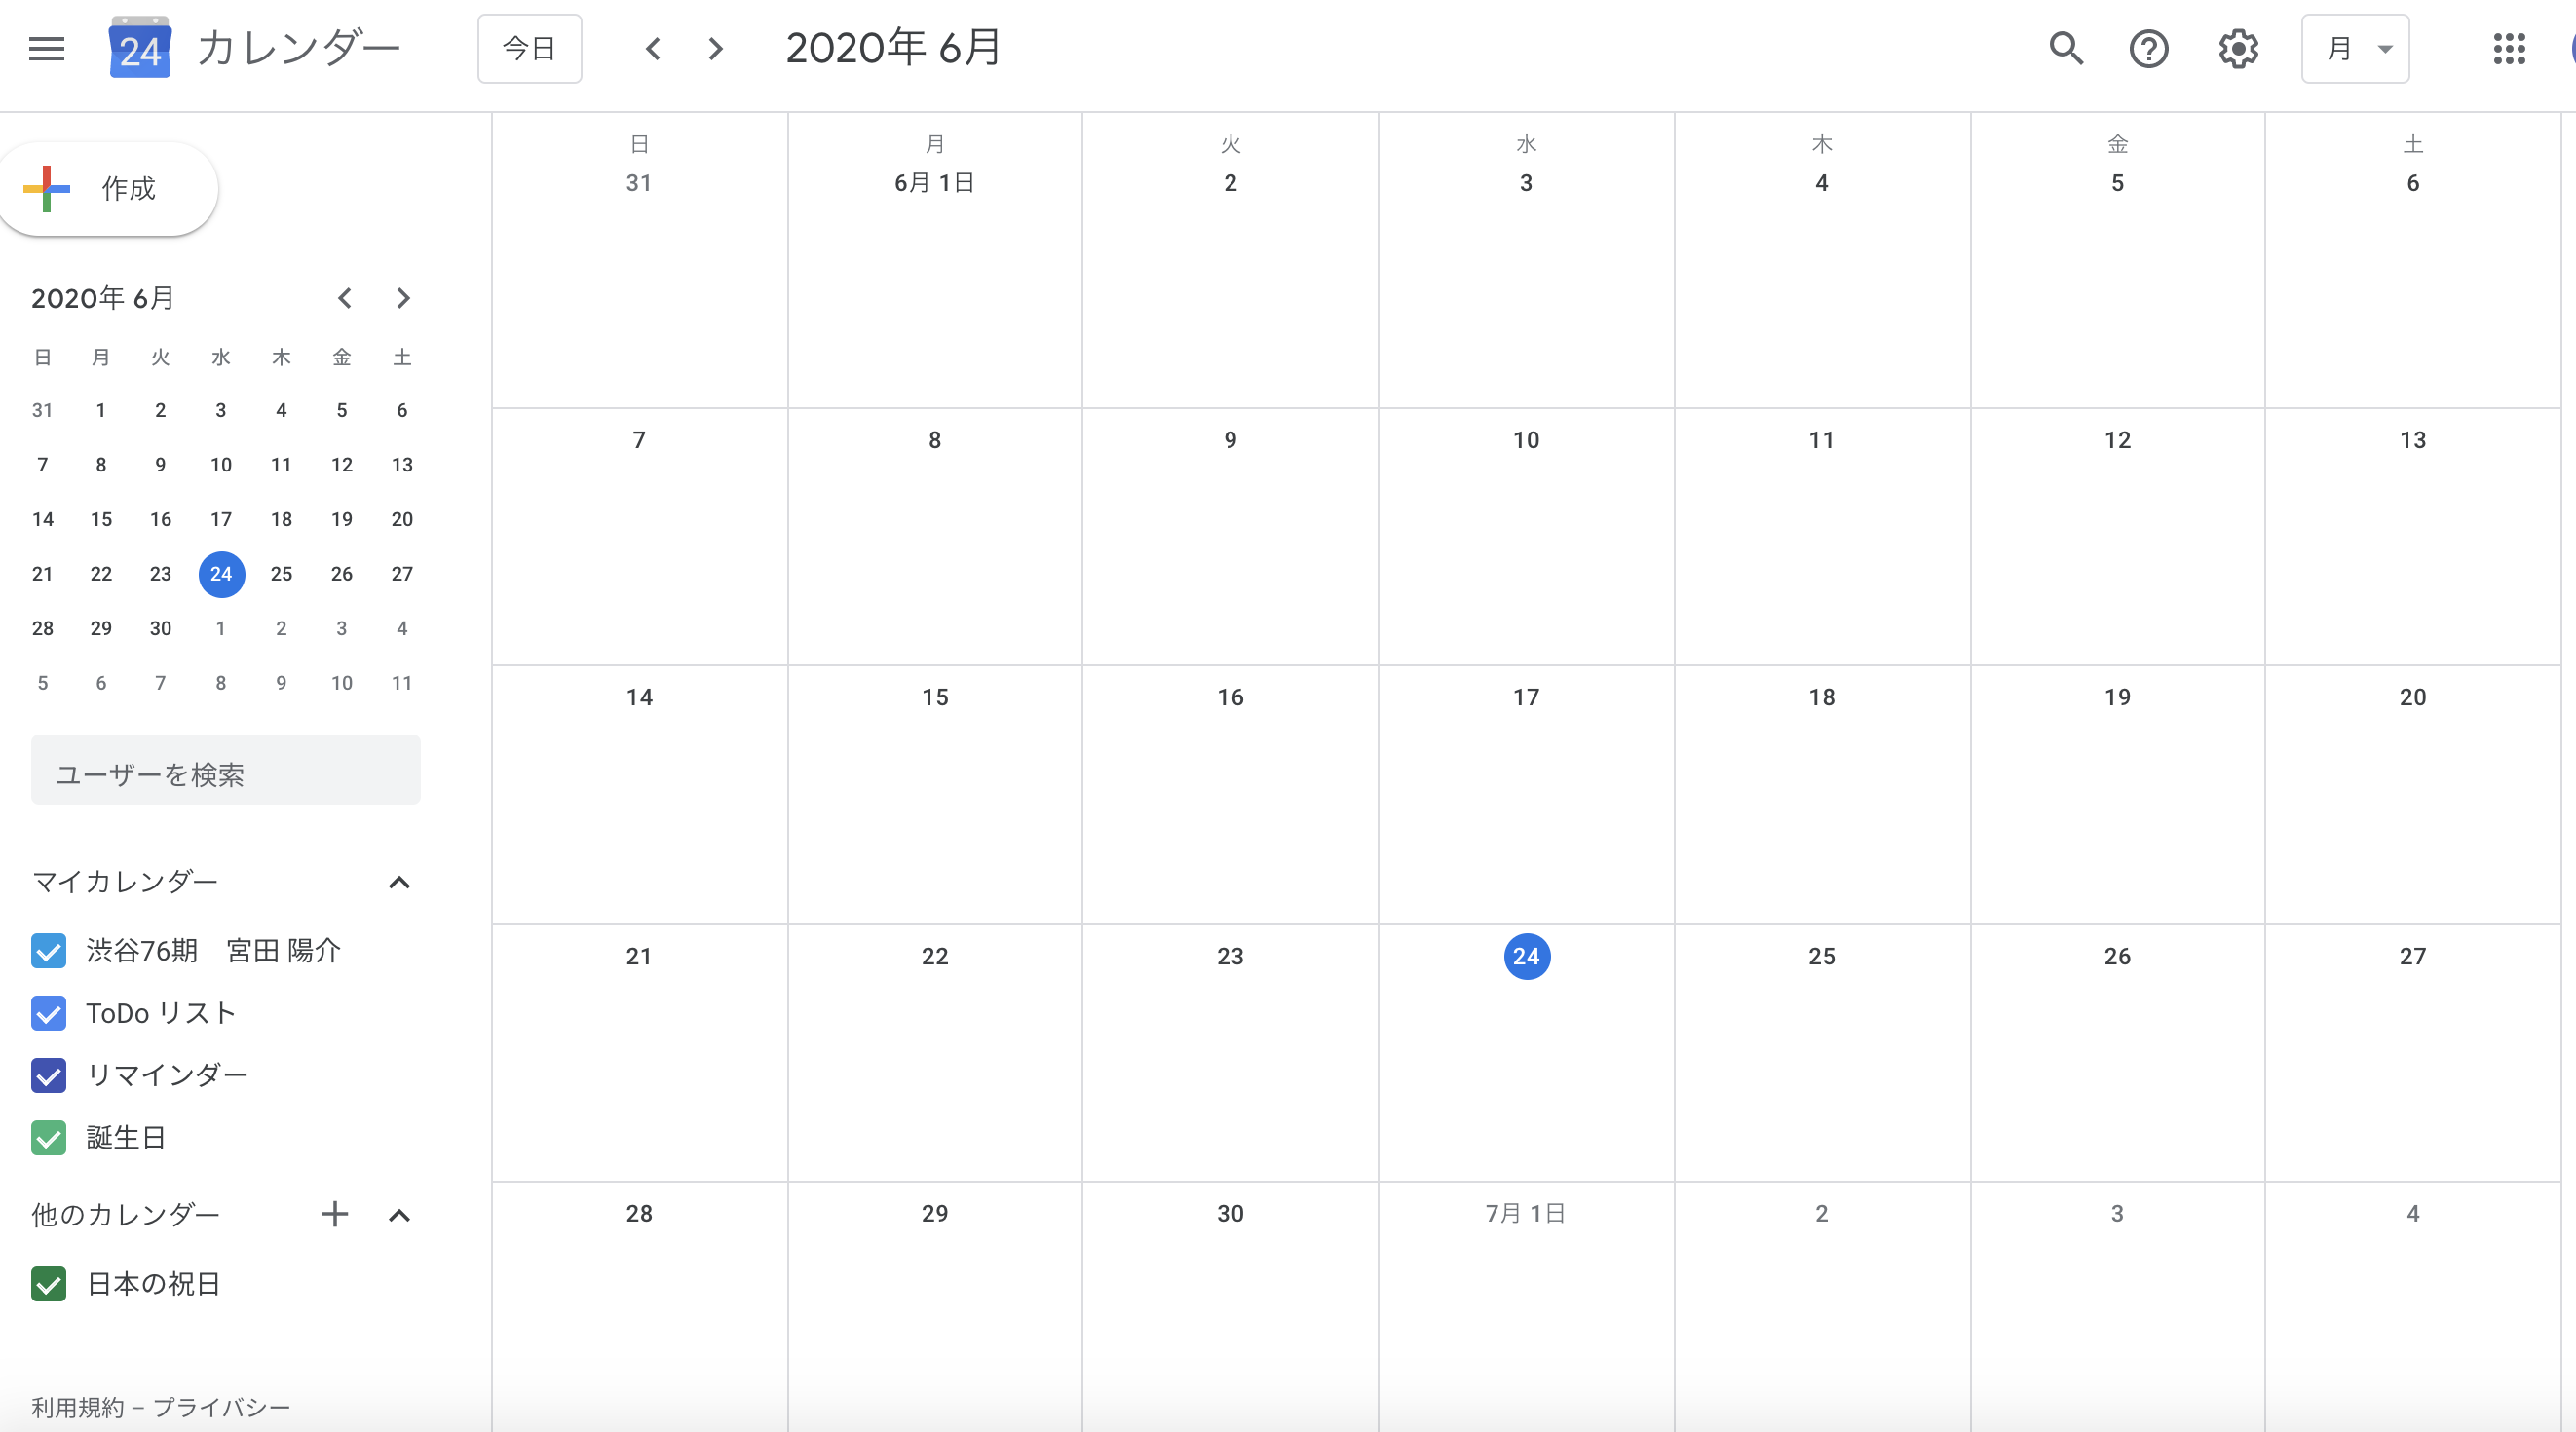 24 カレンダー 今日 2020年 6月 月
作成
2020年 6月
日 月 火 水 木 金 土
31 1 2 3 4 5 6
7 8 9 10 11 12 13
14 15 16 17 18 19 20
21 22 23 24 25 26 27
28 29 30 1 2 3 4
5 6 7 8 9 10 11
ユーザーを検索
マイカレンダー
渋谷76期　宮田 陽介
ToDo リスト
リマインダー
誕生日
他のカレンダー
日本の祝日
利用規約 – プライバシー
日 月 火 水 木 金 土
31 6月 1日 2 3 4 5 6
7 8 9 10 11 12 13
14 15 16 17 18 19 20
21 22 23 24 25 26 27
28 29 30 7月 1日 2 3 4